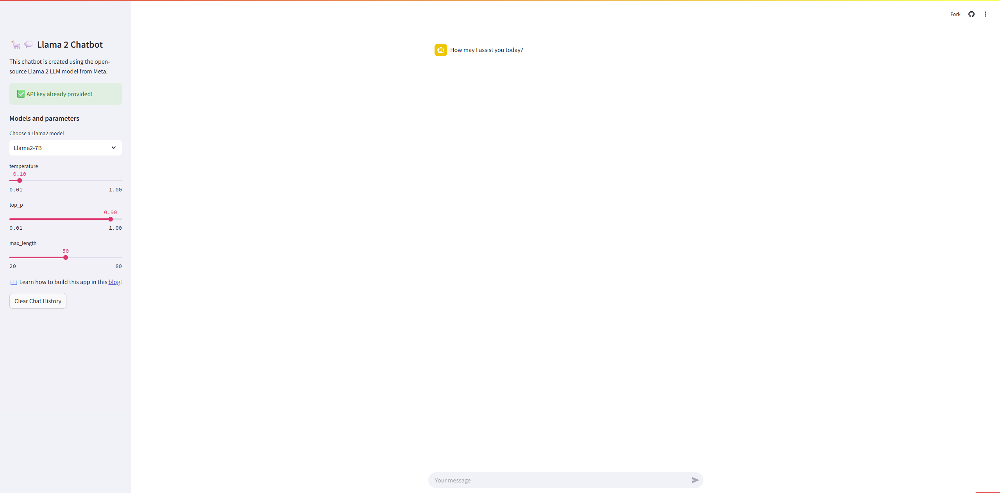 Fork
Llama 2 Chatbot
This chatbot is created using the open-
source Llama 2 LLM model from Meta.
API key already provided!
Models and parameters
Choose a Llama2 model
Llama2-7B
temperature
0.10
0.01 1.00
top_p
0.90
0.01 1.00
max_length
50
20 80
Learn how to build this app in this blog!
Clear Chat History
How may I assist you today?
Your message